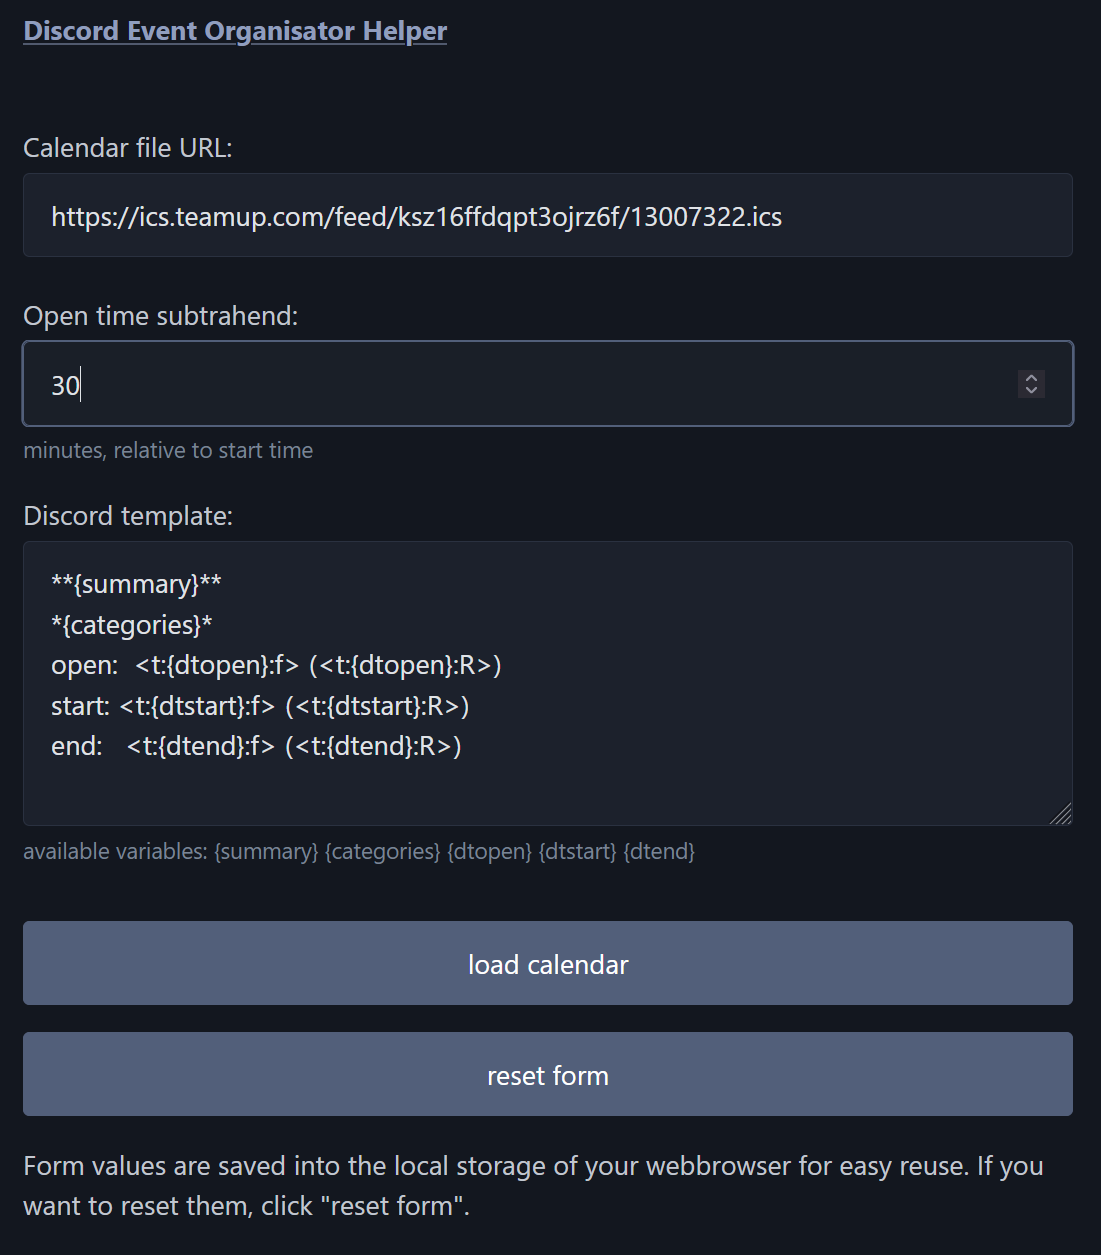 Discord Event Organisator Helper
Calendar file URL:
https://ics.teamup.com/feed/ksz16ffdqpt3ojrz6f/13007322.ics
Open time subtrahend:
30
minutes, relative to start time
Discord template:
**{summary}**
*{categories}*
open:  <t:{dtopen}:f> (<t:{dtopen}:R>)
start: <t:{dtstart}:f> (<t:{dtstart}:R>)
end:   <t:{dtend}:f> (<t:{dtend}:R>)
available variables: {summary} {categories} {dtopen} {dtstart} {dtend}
load calendar
reset form
Form values are saved into the local storage of your webbrowser for easy reuse. If you
want to reset them, click "reset form".